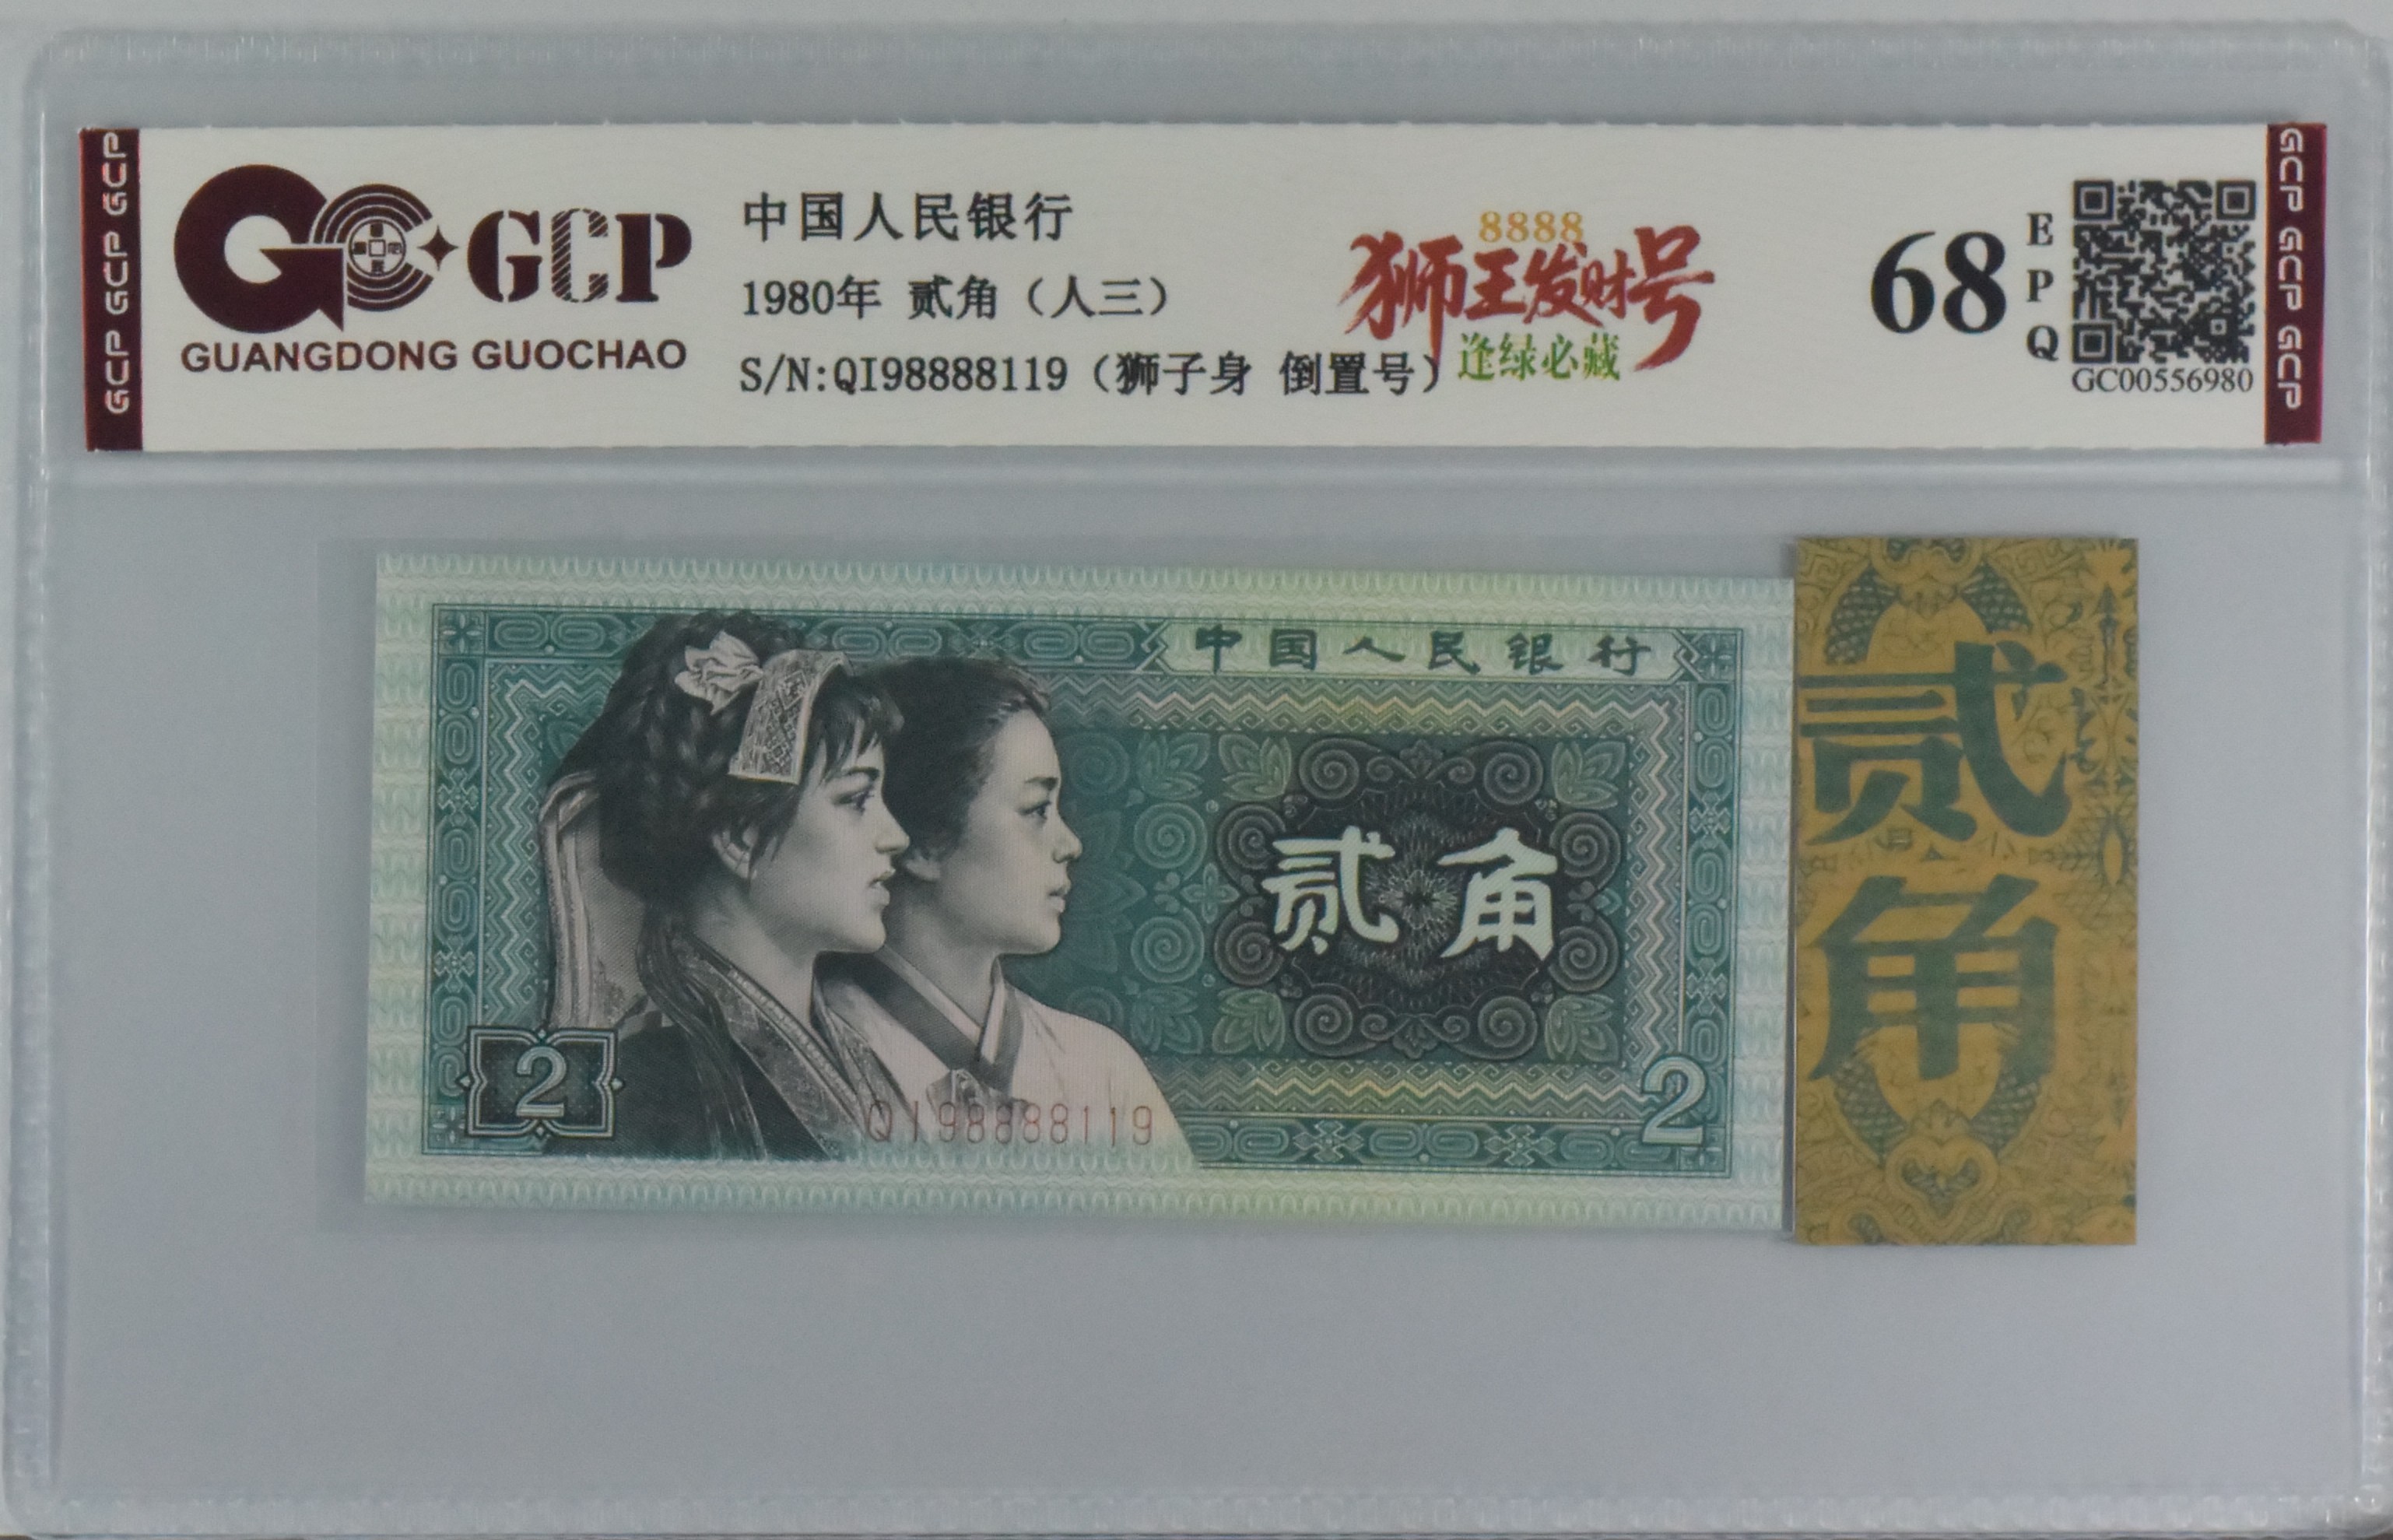 GCP GCP GCP
GCP
GUANGDONG GUOCHAO
中国人民银行
1980年 贰角（人三）
S/N:QI98888119（狮子身 倒置号）
8888
狮王发财号
逢绿必藏
68
EPQ
GC00556980
GCP GCP GCP
中国人民银行
贰角
2
QI98888119
2
贰角